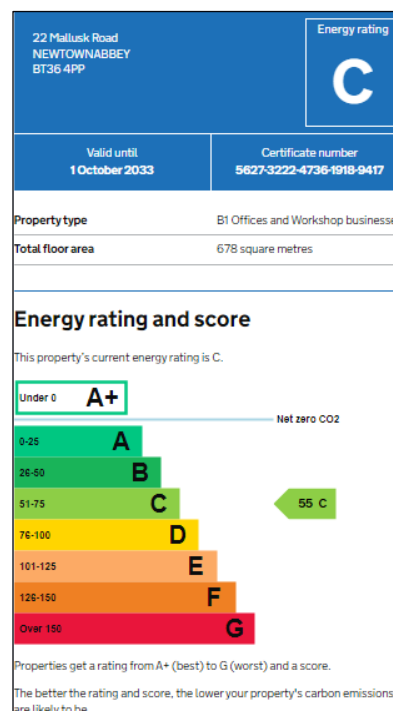 22 Mallusk Road
NEWTOWNABBEY
BT36 4PP
Energy rating
C
Valid until
1 October 2033
Certificate number
5627-3222-4736-1918-9417
Property type B1 Offices and Workshop businesse
Total floor area 678 square metres
Energy rating and score
This property's current energy rating is C.
Under 0 A+
Net zero CO2
0-25 A
26-50 B
51-75 C 55 C
76-100 D
101-125 E
126-150 F
Over 150 G
Properties get a rating from A+ (best) to G (worst) and a score.
The better the rating and score, the lower your property's carbon emissions
are likely to be.